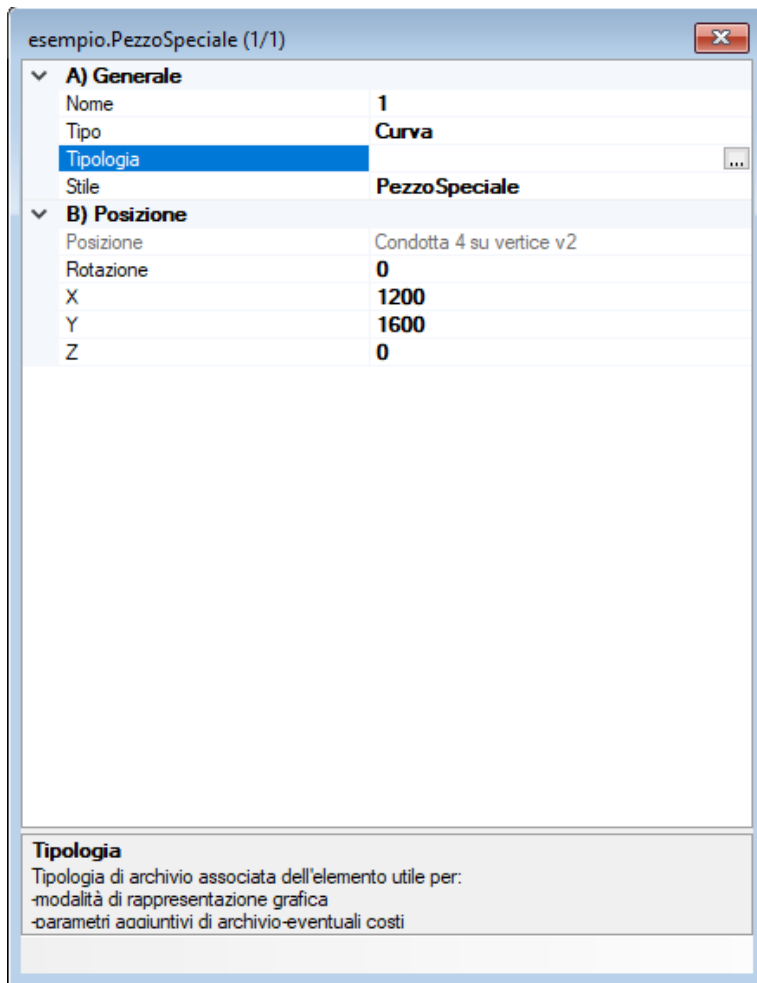 esempio.PezzoSpeciale (1/1)
A) Generale
Nome 1
Tipo Curva
Tipologia ...
Stile PezzoSpeciale
B) Posizione
Posizione Condotta 4 su vertice v2
Rotazione 0
X 1200
Y 1600
Z 0
Tipologia
Tipologia di archivio associata dell'elemento utile per:
-modalità di rappresentazione grafica
-parametri aggiuntivi di archivio-eventuali costi